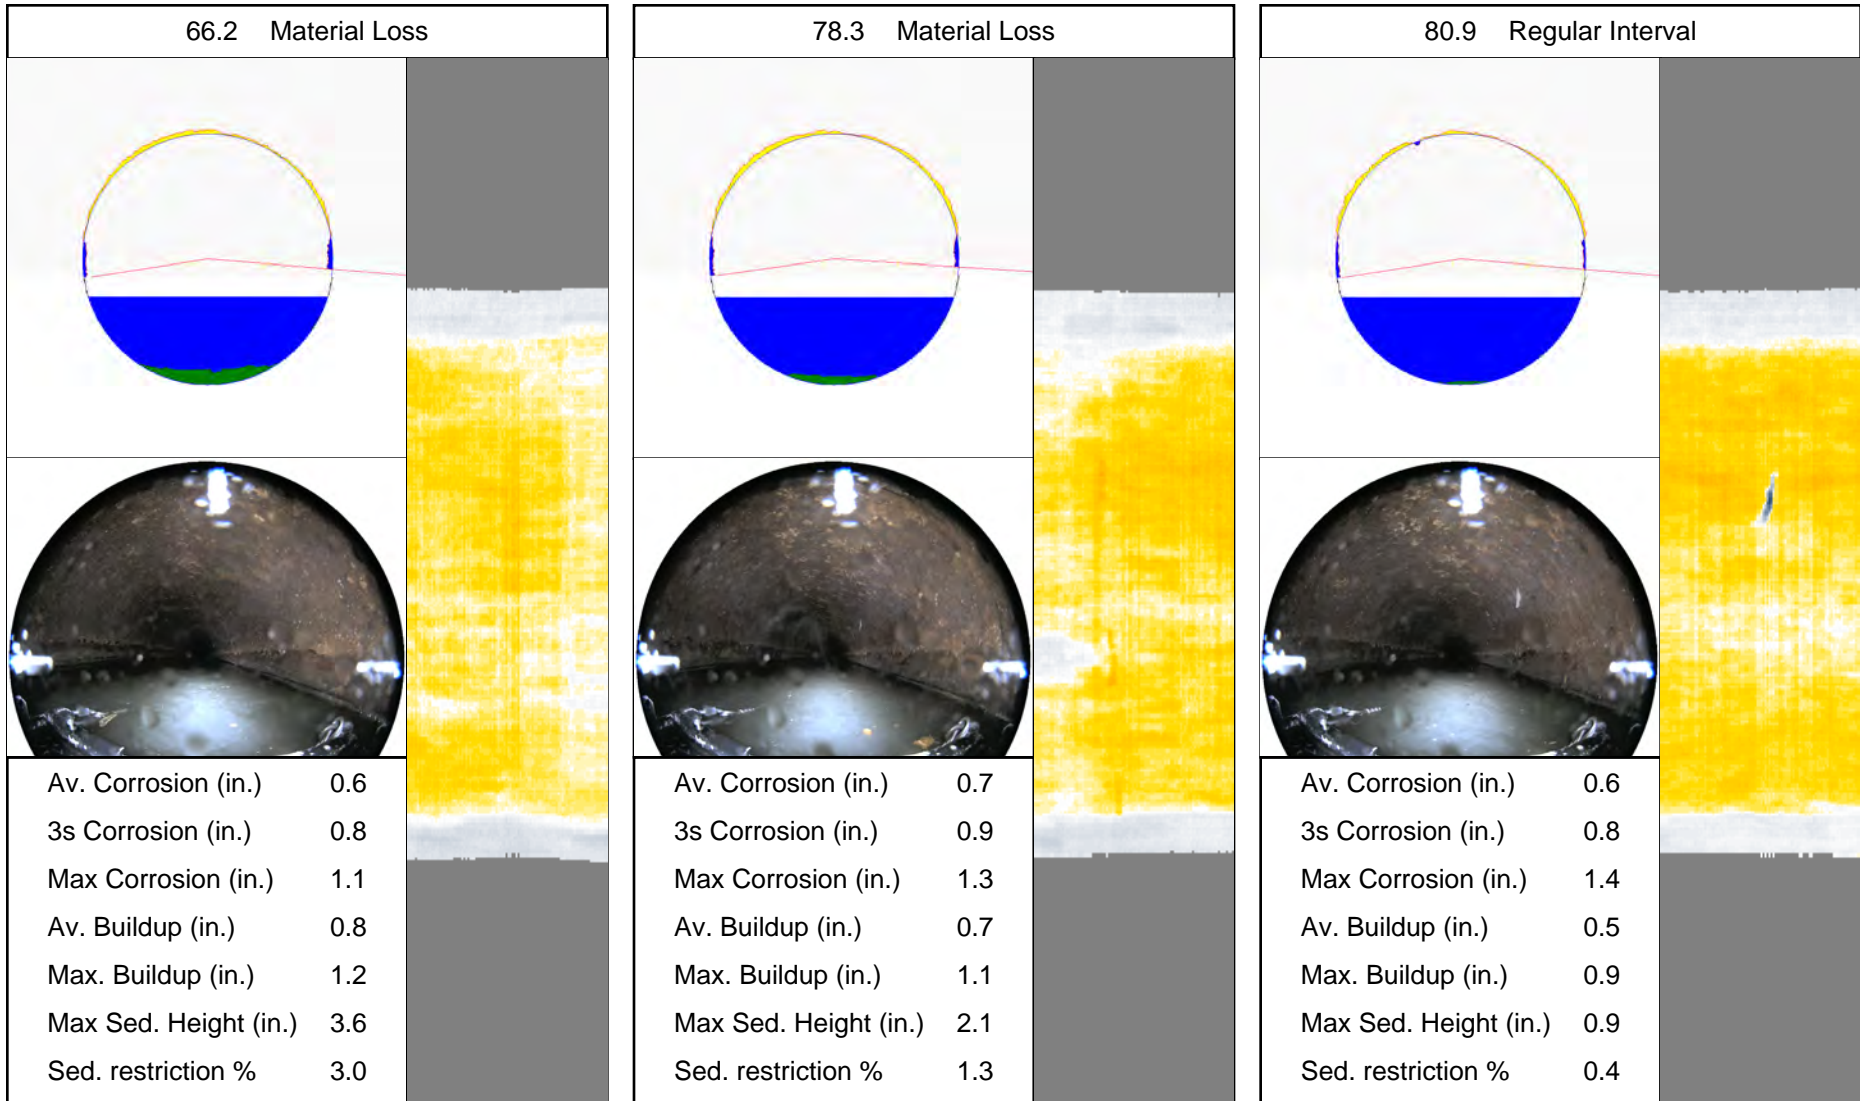 66.2 Material Loss
Av. Corrosion (in.) 0.6
3s Corrosion (in.) 0.8
Max Corrosion (in.) 1.1
Av. Buildup (in.) 0.8
Max. Buildup (in.) 1.2
Max Sed. Height (in.) 3.6
Sed. restriction % 3.0
78.3 Material Loss
Av. Corrosion (in.) 0.7
3s Corrosion (in.) 0.9
Max Corrosion (in.) 1.3
Av. Buildup (in.) 0.7
Max. Buildup (in.) 1.1
Max Sed. Height (in.) 2.1
Sed. restriction % 1.3
80.9 Regular Interval
Av. Corrosion (in.) 0.6
3s Corrosion (in.) 0.8
Max Corrosion (in.) 1.4
Av. Buildup (in.) 0.5
Max. Buildup (in.) 0.9
Max Sed. Height (in.) 0.9
Sed. restriction % 0.4